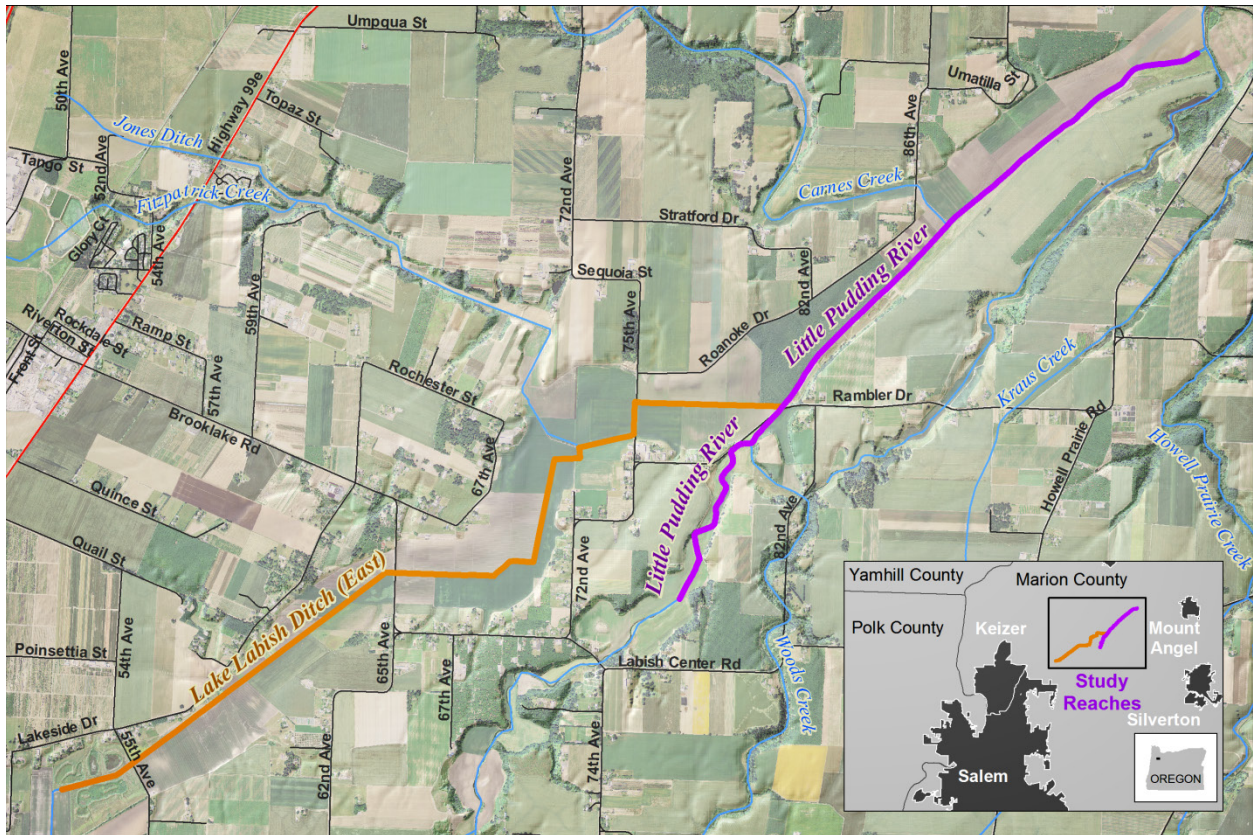 Umpqua St
50th Ave
Highway 99e
Topaz St
Umatilla St
Jones Ditch
86th Ave
Tango St
52nd Ave
72nd Ave
Carnes Creek
Fitzpatrick Creek
Glory Ct
54th Ave
Stratford Dr
Little Pudding River
Sequoia St
82nd Ave
59th Ave
75th Ave
Rockdale St
Riverton St
Front St
Ramp St
Roanoke Dr
Kraus Creek
57th Ave
Rochester St
Rambler Dr
Brooklake Rd
Howell Prairie Rd
Howell Prairie Creek
67th Ave
Little Pudding River
Quince St
82nd Ave
Quail St
72nd Ave
Lake Labish Ditch (East)
Poinsettia St
54th Ave
65th Ave
67th Ave
Labish Center Rd
Woods Creek
Lakeside Dr
55th Ave
62nd Ave
74th Ave
Yamhill County
Marion County
Polk County
Keizer
Mount
Angel
Study
Reaches
Silverton
Salem
OREGON